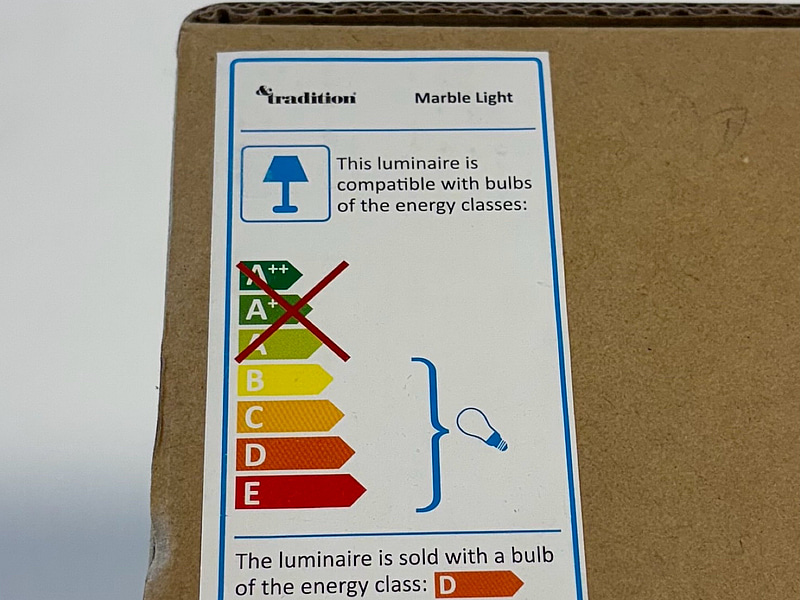 &tradition® Marble Light
This luminaire is
compatible with bulbs
of the energy classes:
A++
A+
A
B
C
D
E
The luminaire is sold with a bulb
of the energy class: D